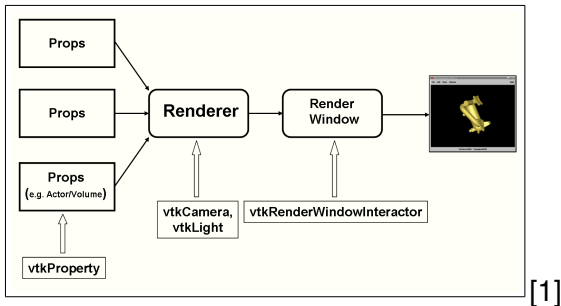 Props
Props
Props
(e.g. Actor/Volume)
Renderer
Render
Window
vtkCamera,
vtkLight
vtkRenderWindowInteractor
vtkProperty
[1]